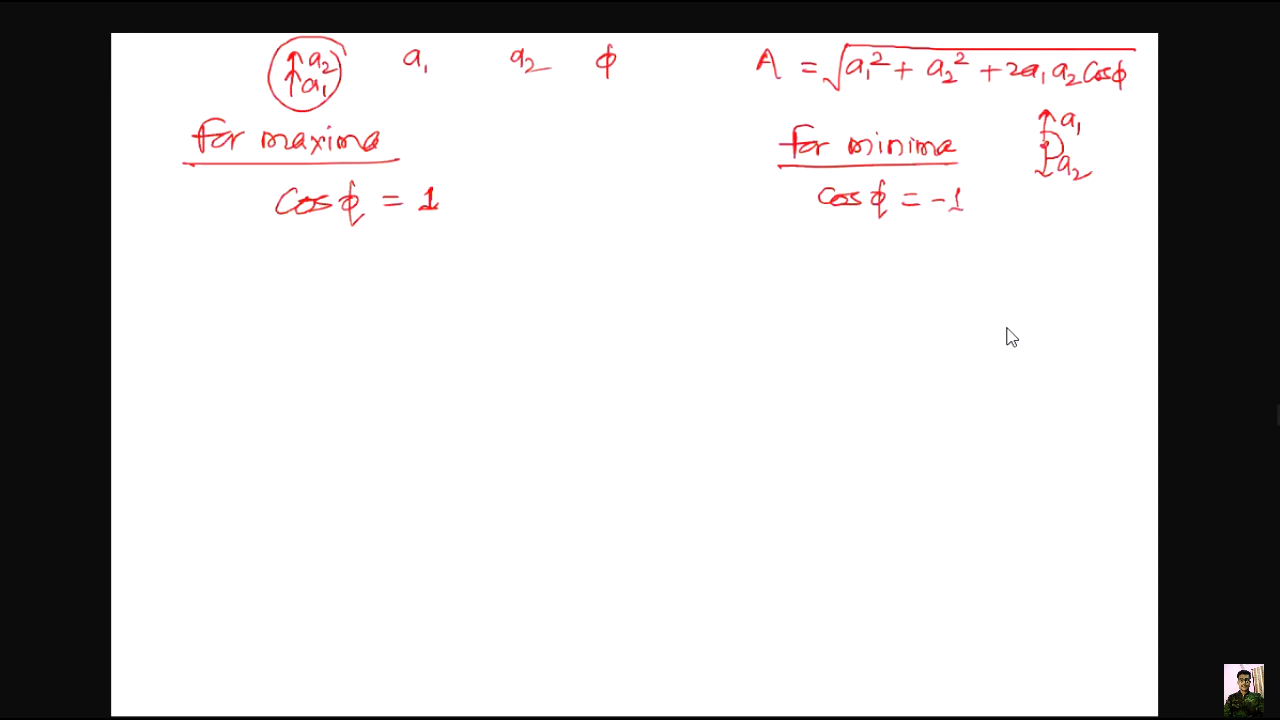 a₂ a₁ a₁ a₂ ϕ A = √(a₁² + a₂² + 2a₁a₂ Cosϕ)
a₁
For maxima For minima
a₂
Cosϕ = 1 Cosϕ = -1